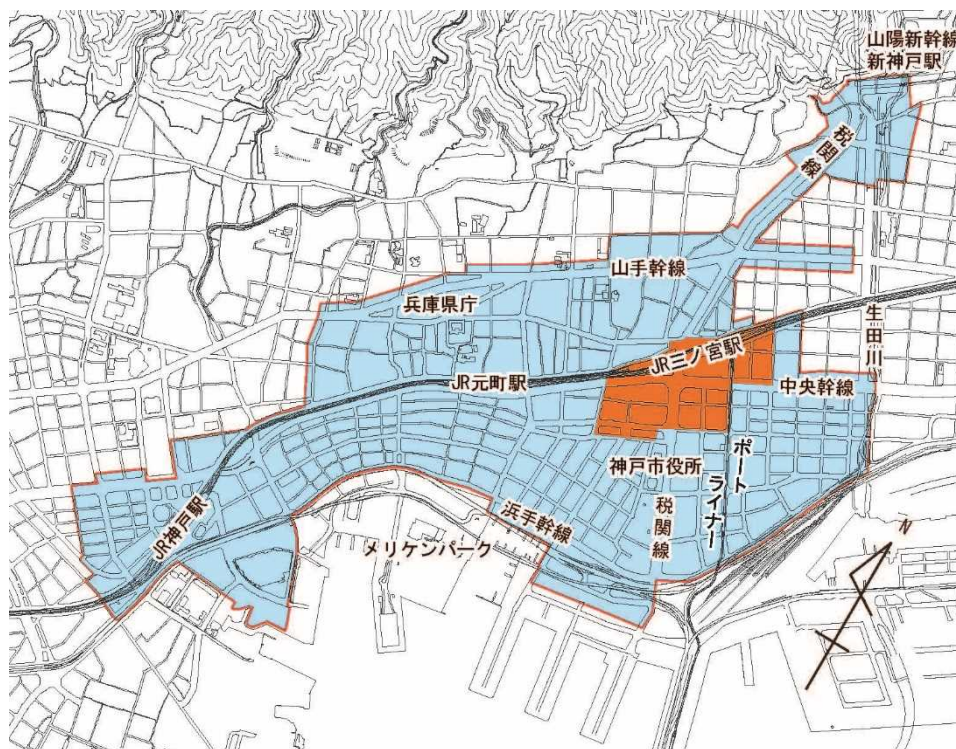 山陽新幹線
新神戸駅
税関線
山手幹線
兵庫県庁
生田川
JR三ノ宮駅
JR元町駅
中央幹線
神戸市役所
ポートライナー
税関線
浜手幹線
JR神戸駅
メリケンパーク
N